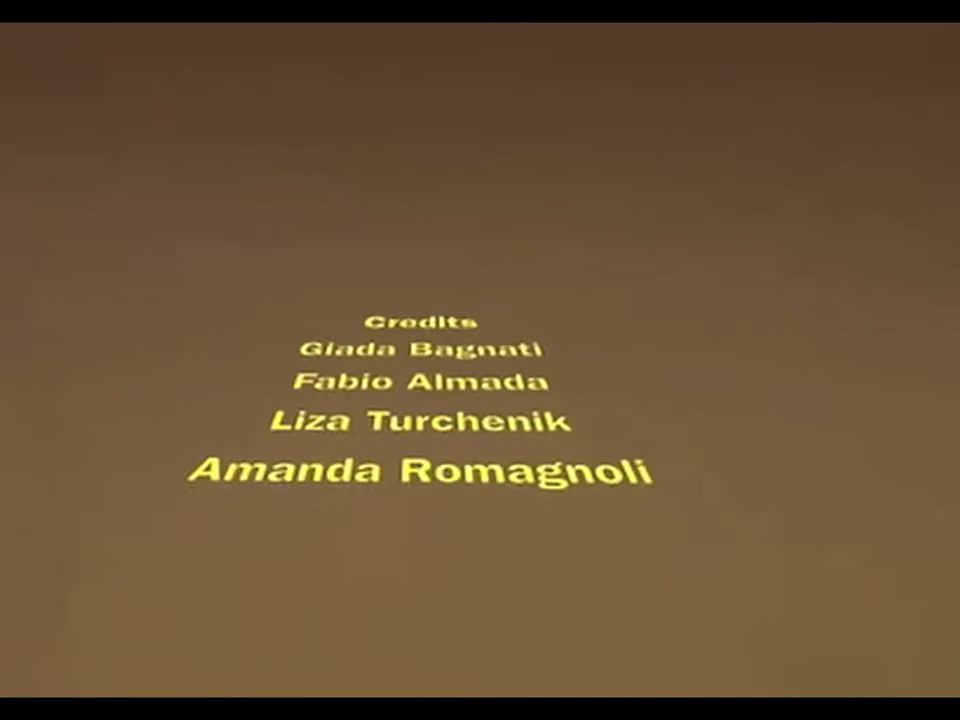 Credits
Giada Bagnati
Fabio Almada
Liza Turchenik
Amanda Romagnoli